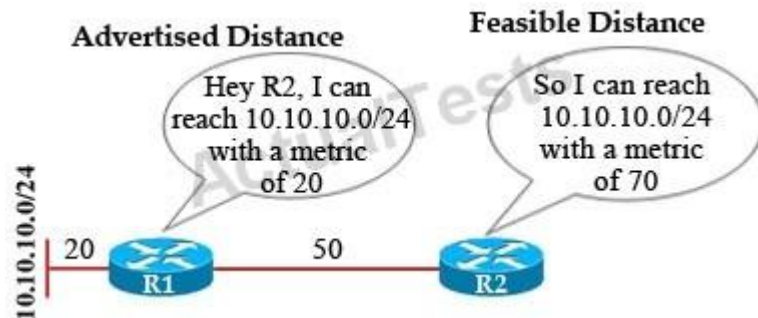 Advertised Distance
Feasible Distance
Hey R2, I can
reach 10.10.10.0/24
with a metric
of 20
So I can reach
10.10.10.0/24
with a metric
of 70
ActualTests
10.10.10.0/24
20
50
R1
R2